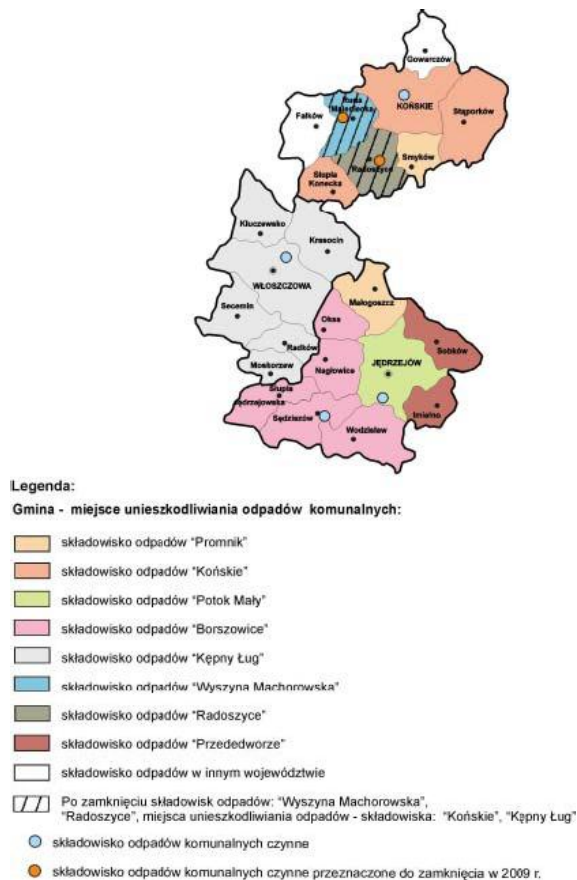 Gowarczów
Ruda
Maleniecka
KOŃSKIE
Fałków
Stąporków
Radoszyce
Smyków
Słupia
Konecka
Kluczewsko
Krasocin
WŁOSZCZOWA
Małogoszcz
Secemin
Oksa
Radków
Sobków
JĘDRZEJÓW
Nagłowice
Moskorzew
Słupia
Jędrzejowska
Imielno
Sędziszów
Wodzisław
Legenda:
Gmina - miejsce unieszkodliwiania odpadów komunalnych:
składowisko odpadów "Promnik"
składowisko odpadów "Końskie"
składowisko odpadów "Potok Mały"
składowisko odpadów "Borszowice"
składowisko odpadów "Kępny Ług"
składowisko odpadów "Wyszyna Machorowska"
składowisko odpadów "Radoszyce"
składowisko odpadów "Przededworze"
składowisko odpadów w innym województwie
Po zamknięciu składowisk odpadów: "Wyszyna Machorowska",
"Radoszyce", miejsca unieszkodliwiania odpadów - składowiska: "Końskie", "Kępny Ług"
składowisko odpadów komunalnych czynne
składowisko odpadów komunalnych czynne przeznaczone do zamknięcia w 2009 r.